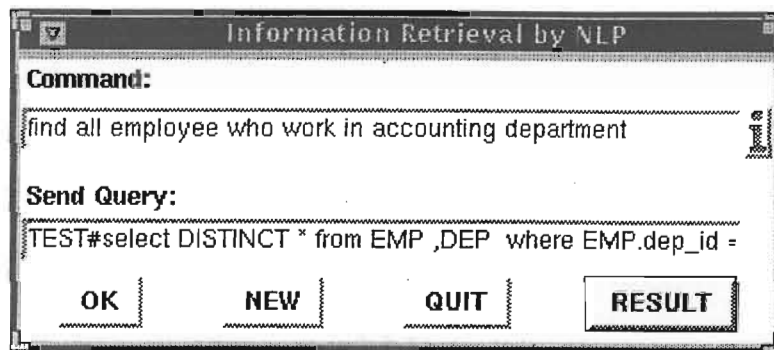 Information Retrieval by NLP
Command:
find all employee who work in accounting department
i
Send Query:
TEST#select DISTINCT * from EMP ,DEP where EMP.dep_id =
OK NEW QUIT RESULT